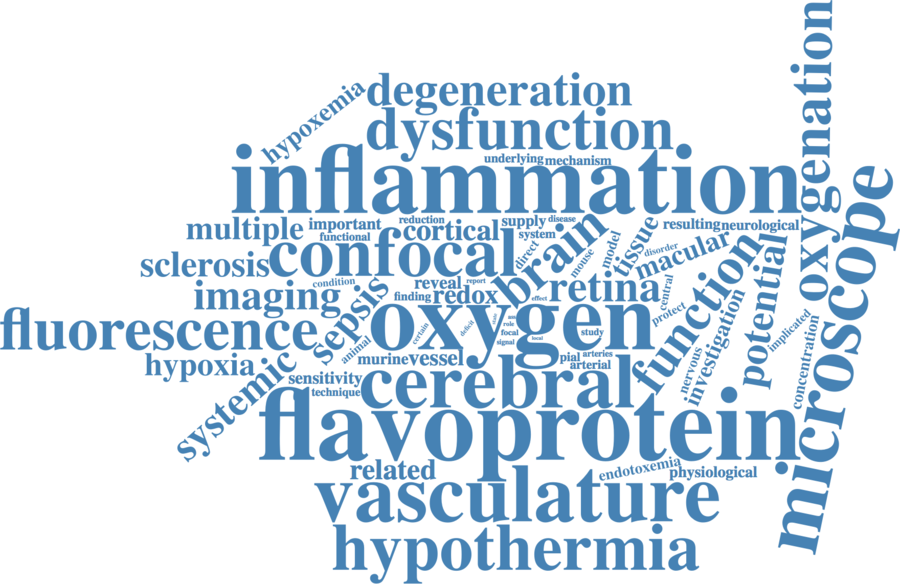 oxygenation
degeneration
hypoxemia
dysfunction
inflammation
underlying
mechanism
microscope
multiple
important
reduction
functional
cortical
supply
disease
system
brain
direct
mouse
model
tissue
resulting
neurological
disorder
macular
confocal
sclerosis
condition
reveal
report
imaging
finding
redox
effect
retina
central
protect
function
potential
implicated
fluorescence
sepsis
oxygen
certain
deficit
role
focal
signal
local
study
animal
hypoxia
murine
vessel
pial
arteries
arterial
nervous
investigation
concentration
systemic
sensitivity
technique
cerebral
flavoprotein
related
endotoxemia
physiological
vasculature
hypothermia